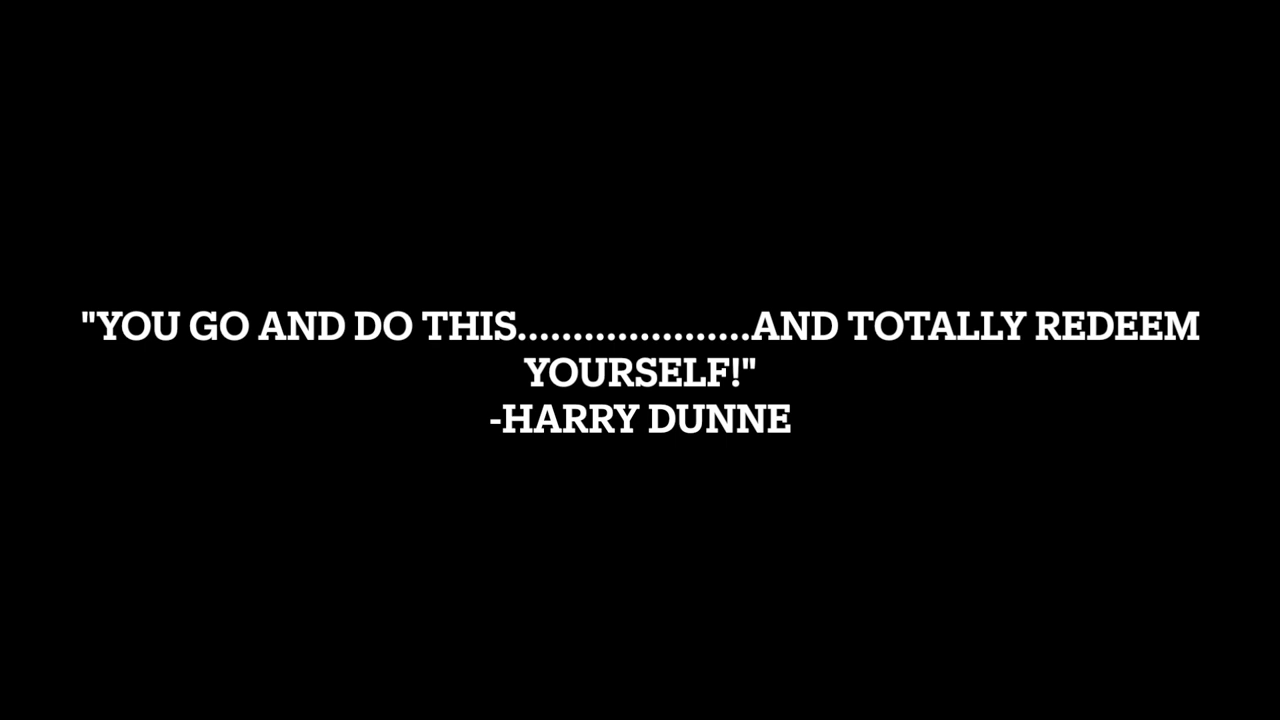 "YOU GO AND DO THIS.....................AND TOTALLY REDEEM
YOURSELF!"
-HARRY DUNNE